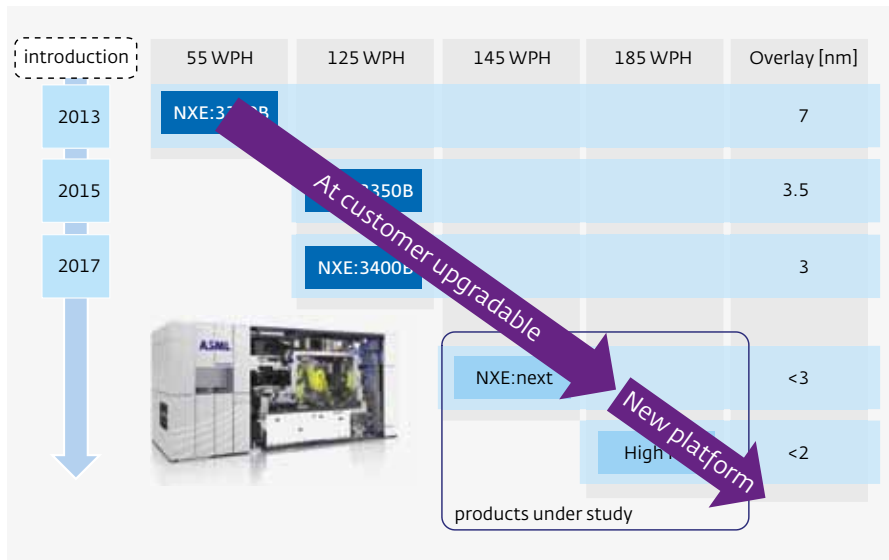 introduction
55 WPH
125 WPH
145 WPH
185 WPH
Overlay [nm]
2013
7
2015
3.5
2017
NXE:3400B
3
At customer upgradable
ASML
NXE:next
<3
New platform
High
<2
products under study